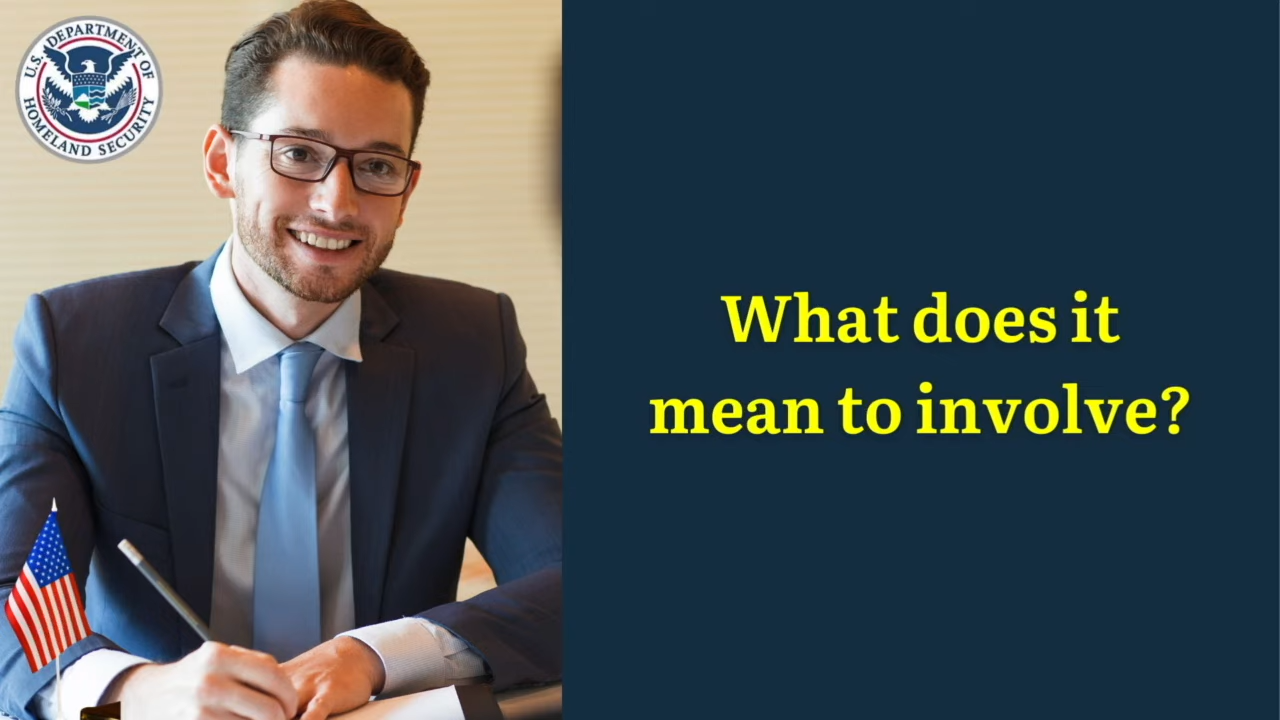 U.S. DEPARTMENT OF
HOMELAND SECURITY
What does it
mean to involve?